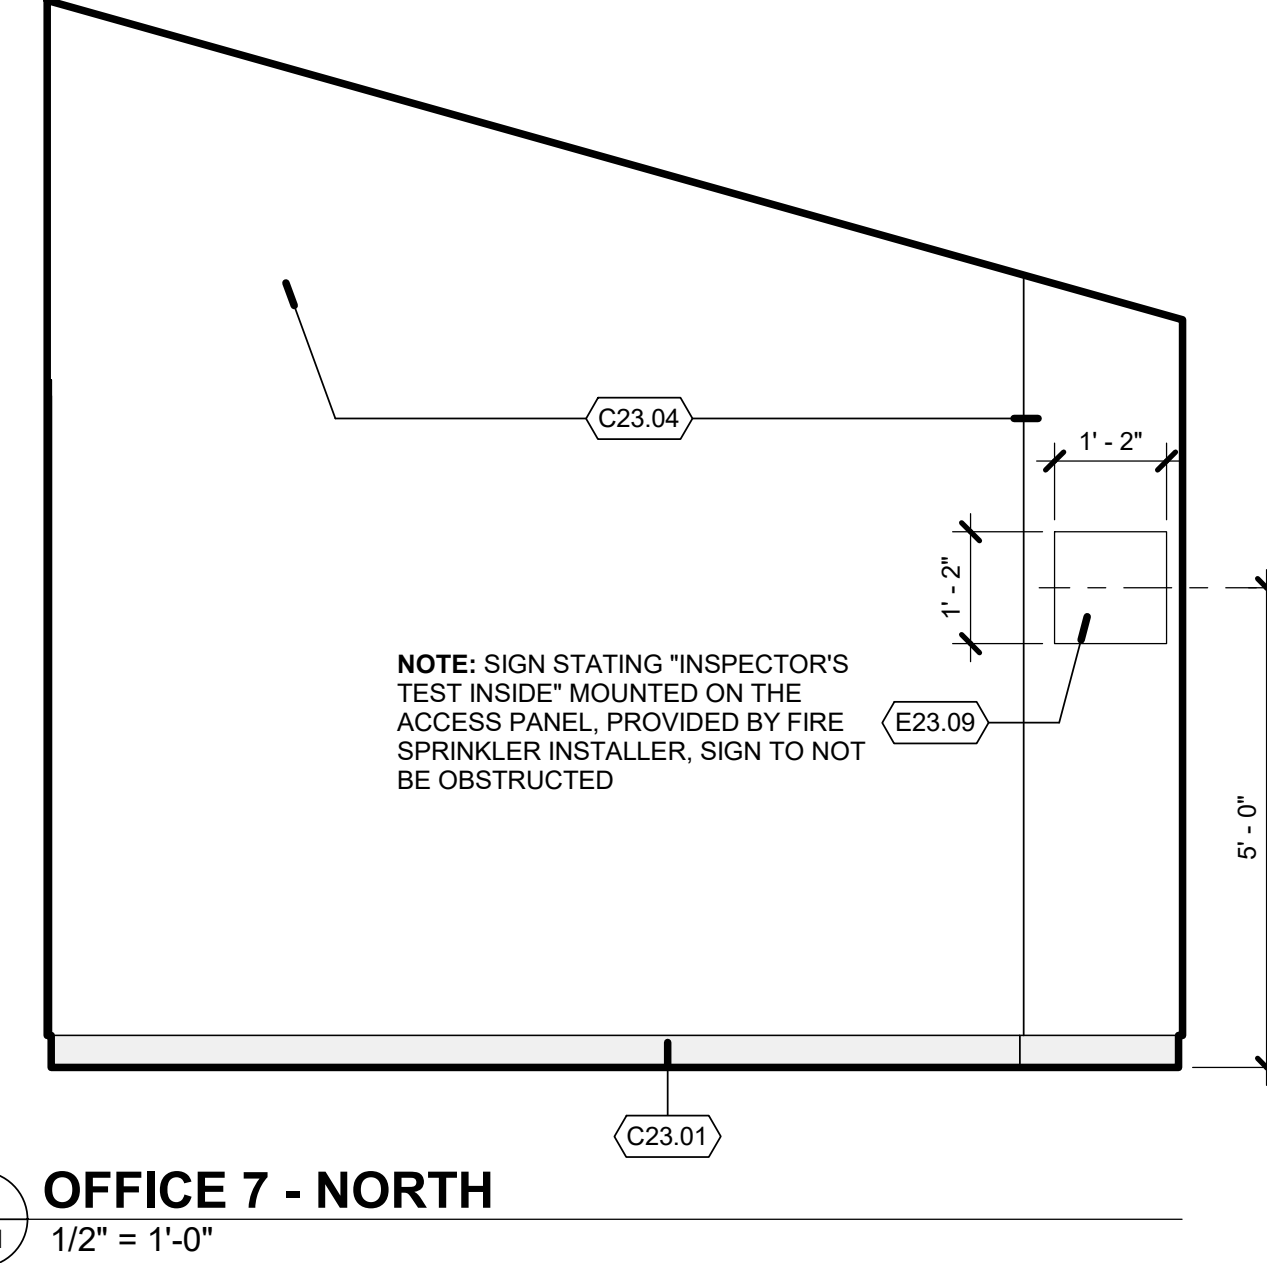 C23.04
1' - 2"
1' - 2"
NOTE: SIGN STATING "INSPECTOR'S
TEST INSIDE" MOUNTED ON THE
ACCESS PANEL, PROVIDED BY FIRE
SPRINKLER INSTALLER, SIGN TO NOT
BE OBSTRUCTED
E23.09
5' - 0"
C23.01
OFFICE 7 - NORTH
1/2" = 1'-0"